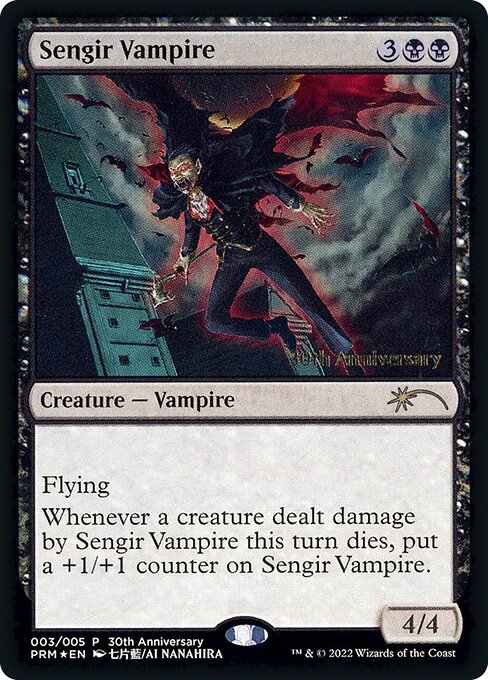 Sengir Vampire 3
30th Anniversary
Creature — Vampire
Flying
Whenever a creature dealt damage
by Sengir Vampire this turn dies, put
a +1/+1 counter on Sengir Vampire.
4/4
003/005 P 30th Anniversary
PRM★EN 七片藍/AI NANAHIRA
™ & © 2022 Wizards of the Coast